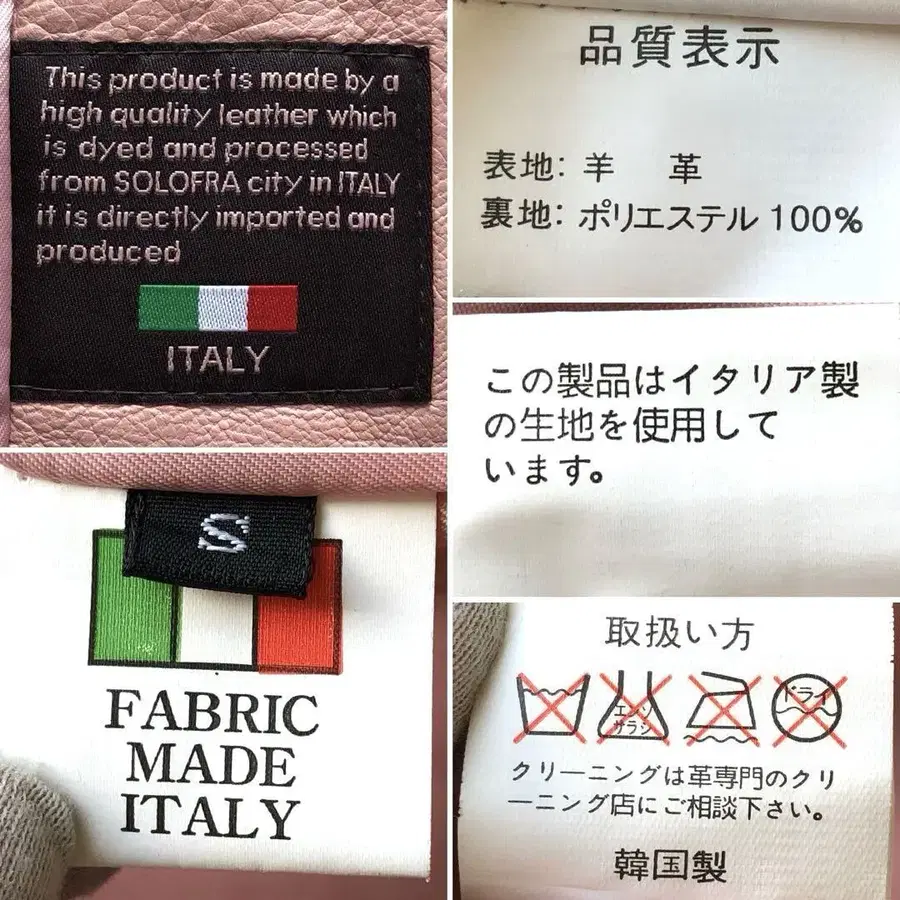 This product is made by a
high quality leather which
is dyed and processed
from SOLOFRA city in ITALY
it is directly imported and
produced
ITALY
品質表示
表地: 羊 革
裏地: ポリエステル 100%
この製品はイタリア製
の生地を使用して
います。
S
FABRIC
MADE
ITALY
取扱い方
エンソ
サラシ
ドライ
クリーニングは革専門のクリ
ーニング店にご相談下さい。
韓国製